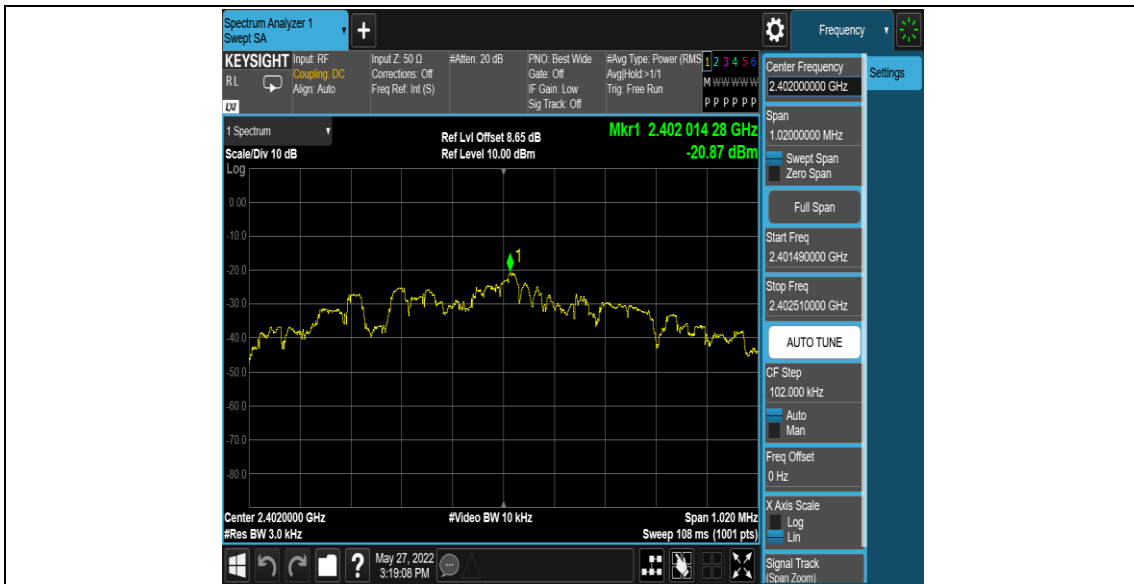 Spectrum Analyzer 1
Swept SA
+
Frequency
KEYSIGHT
RL
LXI
Input: RF
Coupling: DC
Align: Auto
Input Z: 50 Ω
Corrections: Off
Freq Ref: Int (S)
#Atten: 20 dB
PNO: Best Wide
Gate: Off
IF Gain: Low
Sig Track: Off
#Avg Type: Power (RMS
Avg|Hold:>1/1
Trig: Free Run
1 2 3 4 5 6
M W W W W W
P P P P P P
1 Spectrum
Scale/Div 10 dB
Log
Ref Lvl Offset 8.65 dB
Ref Level 10.00 dBm
Mkr1 2.402 014 28 GHz
-20.87 dBm
0.00
-10.0
-20.0
-30.0
-40.0
-50.0
-60.0
-70.0
-80.0
1
Center 2.4020000 GHz
#Res BW 3.0 kHz
#Video BW 10 kHz
Span 1.020 MHz
Sweep 108 ms (1001 pts)
?
May 27, 2022
3:19:08 PM
Center Frequency
2.402000000 GHz
Settings
Span
1.02000000 MHz
Swept Span
Zero Span
Full Span
Start Freq
2.401490000 GHz
Stop Freq
2.402510000 GHz
AUTO TUNE
CF Step
102.000 kHz
Auto
Man
Freq Offset
0 Hz
X Axis Scale
Log
Lin
Signal Track
(Span Zoom)